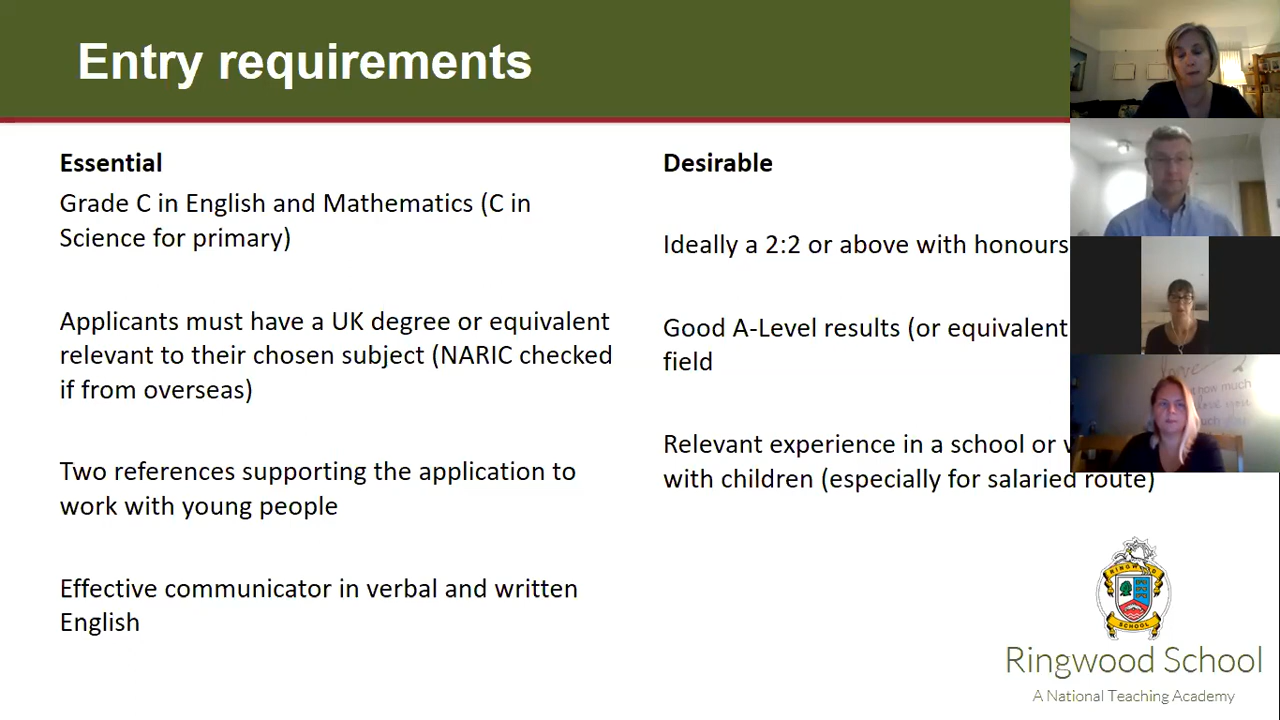 Entry requirements
Essential
Grade C in English and Mathematics (C in
Science for primary)
Applicants must have a UK degree or equivalent
relevant to their chosen subject (NARIC checked
if from overseas)
Two references supporting the application to
work with young people
Effective communicator in verbal and written
English
Desirable
Ideally a 2:2 or above with honours
Good A-Level results (or equivalent
field
Relevant experience in a school or
with children (especially for salaried route)
how much
RINGWOOD
SCHOOL
Ringwood School
A National Teaching Academy